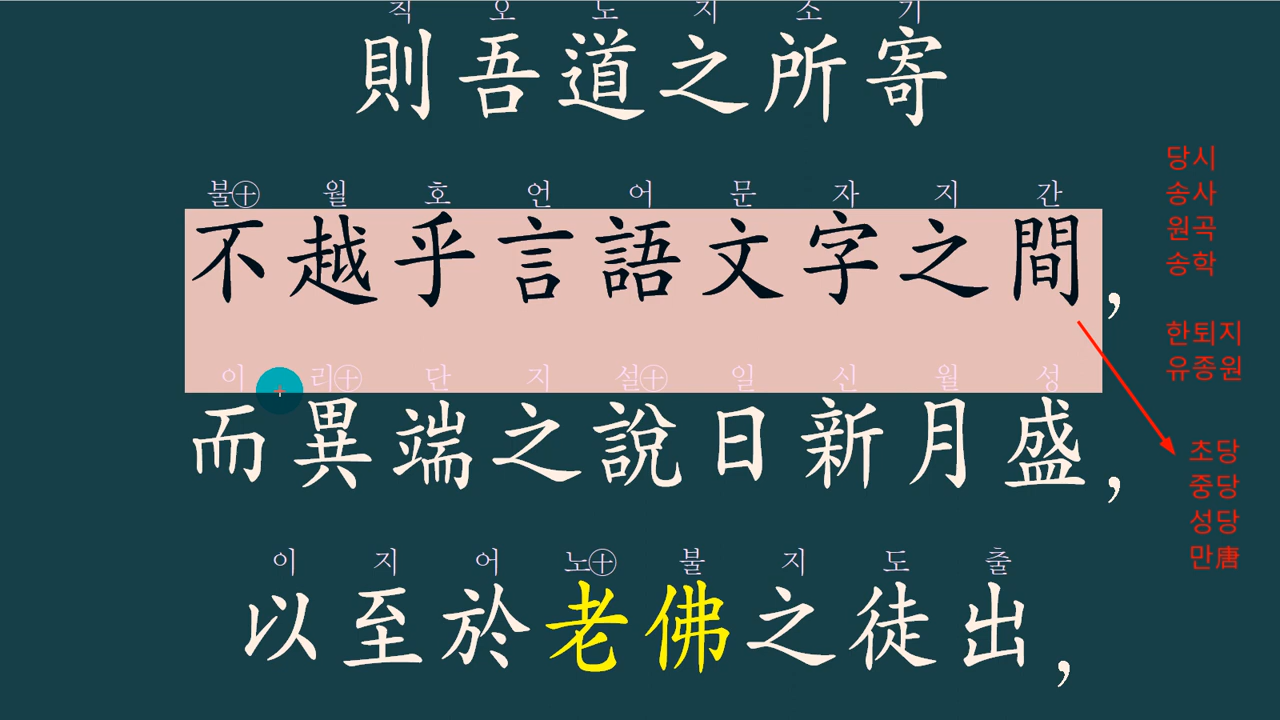 칙 오 도 지 소 기
則吾道之所寄
불㊉ 월 호 언 어 문 자 지 간
不越乎言語文字之間,
이 리㊉ 단 지 설㊉ 일 신 월 성
而異端之說日新月盛,
이 지 어 노㊉ 불 지 도 출
以至於老佛之徒出,
당시
송사
원곡
송학
한퇴지
유종원
초당
중당
성당
만唐